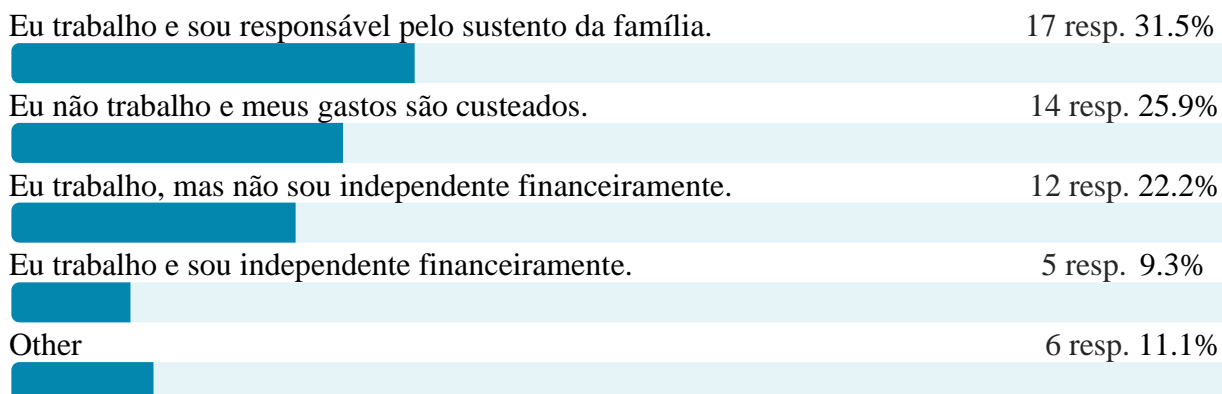 Eu trabalho e sou responsável pelo sustento da família. 17 resp. 31.5%
Eu não trabalho e meus gastos são custeados. 14 resp. 25.9%
Eu trabalho, mas não sou independente financeiramente. 12 resp. 22.2%
Eu trabalho e sou independente financeiramente. 5 resp. 9.3%
Other 6 resp. 11.1%